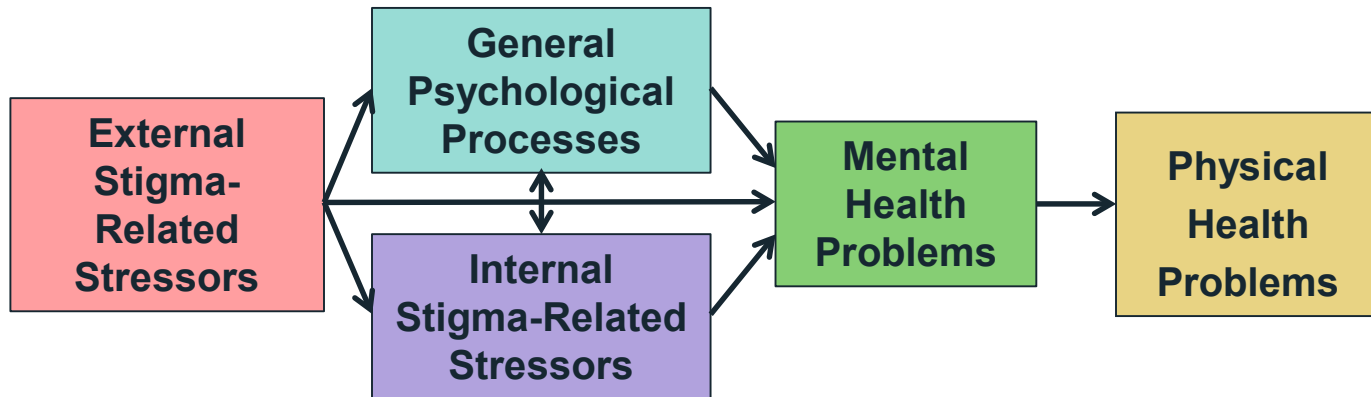 External
Stigma-
Related
Stressors
General
Psychological
Processes
Internal
Stigma-Related
Stressors
Mental
Health
Problems
Physical
Health
Problems